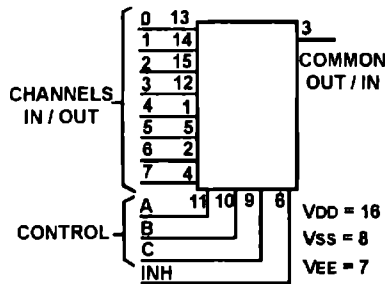 0 13
1 14
2 15
3 12
4 1
5 5
6 2
7 4
CHANNELS
IN / OUT
3
COMMON
OUT / IN
CONTROL
A 11
B 10
C 9
INH 6
VDD = 16
VSS = 8
VEE = 7